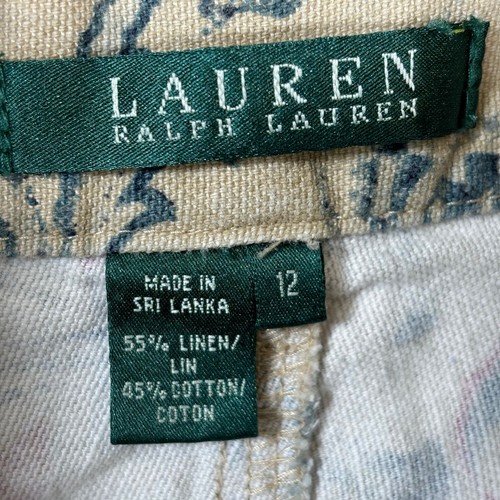 LAUREN
RALPH LAUREN
MADE IN
SRI LANKA
12
55% LINEN/
LIN
45% COTTON/
COTON